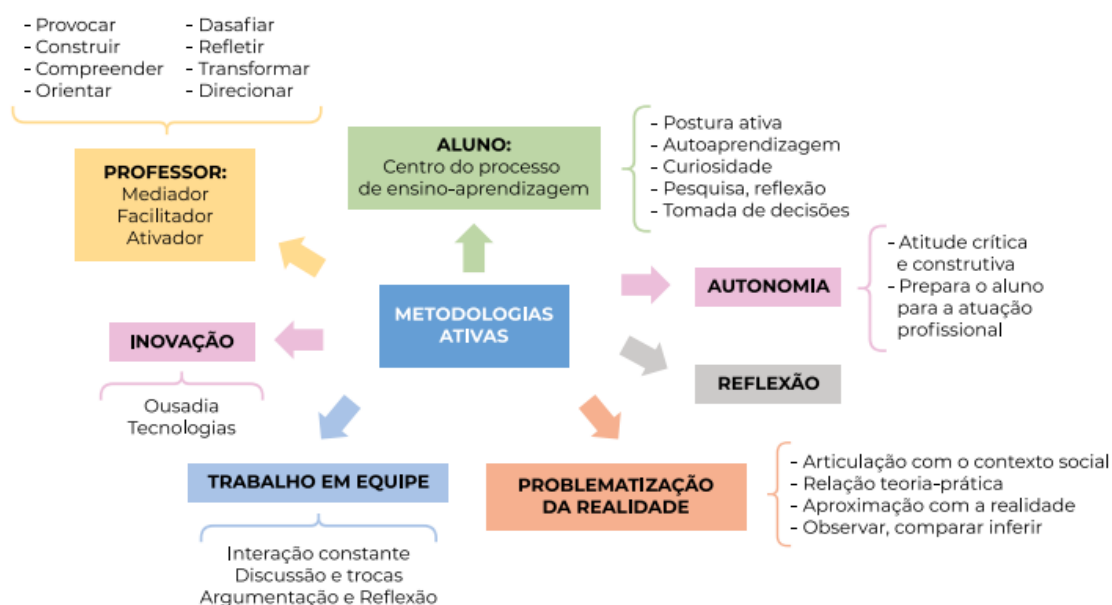 - Provocar
- Construir
- Compreender
- Orientar
- Dasafiar
- Refletir
- Transformar
- Direcionar
PROFESSOR:
Mediador
Facilitador
Ativador
ALUNO:
Centro do processo
de ensino-aprendizagem
- Postura ativa
- Autoaprendizagem
- Curiosidade
- Pesquisa, reflexão
- Tomada de decisões
METODOLOGIAS
ATIVAS
AUTONOMIA
- Atitude crítica
e construtiva
- Prepara o aluno
para a atuação
profissional
INOVAÇÃO
Ousadia
Tecnologias
REFLEXÃO
TRABALHO EM EQUIPE
Interação constante
Discussão e trocas
Argumentação e Reflexão
PROBLEMATIZAÇÃO
DA REALIDADE
- Articulação com o contexto social
- Relação teoria-prática
- Aproximação com a realidade
- Observar, comparar inferir